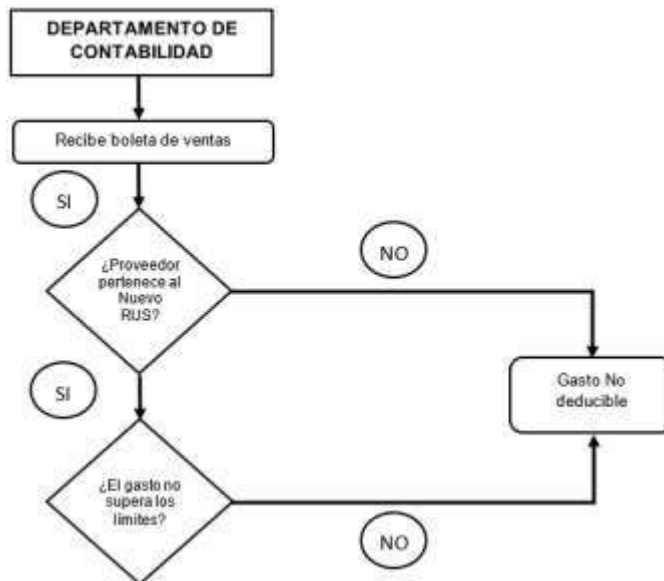 DEPARTAMENTO DE
CONTABILIDAD
Recibe boleta de ventas
SI
¿Proveedor
pertenece al
Nuevo
RUS?
NO
SI
Gasto No
deducible
¿El gasto no
supera los
límites?
NO